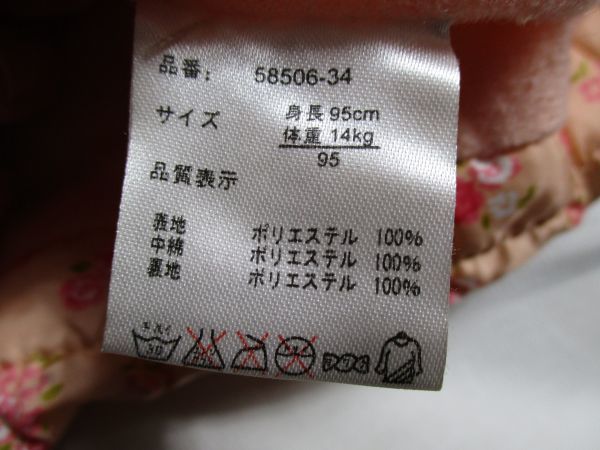 品番: 58506-34
サイズ 身長 95cm
体重 14kg
95
品質表示
表地 ポリエステル 100%
中綿 ポリエステル 100%
裏地 ポリエステル 100%
30